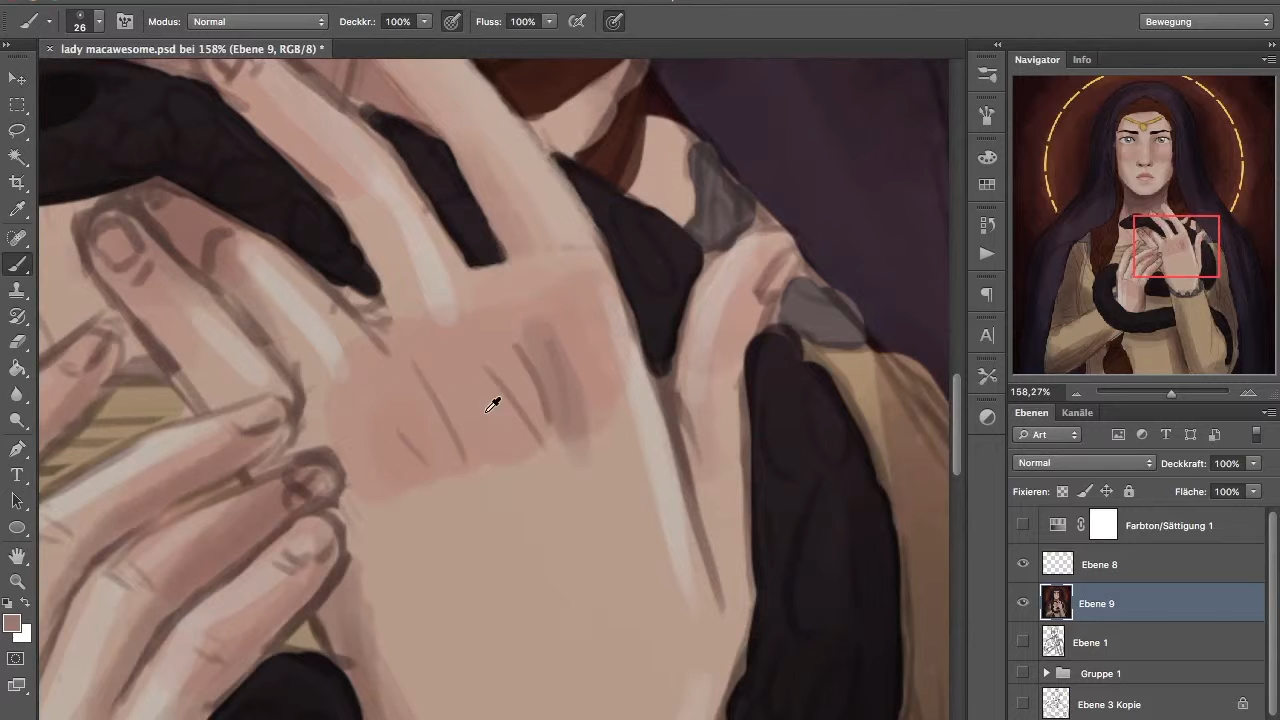 26 Modus: Normal Deckkr.: 100% Fluss: 100% Bewegung
× lady macawesome.psd bei 158% (Ebene 9, RGB/8) *
Navigator Info
158,27%
Ebenen Kanäle
Art
Normal Deckkraft: 100%
Fixieren: Fläche: 100%
Farbton/Sättigung 1
Ebene 8
Ebene 9
Ebene 1
Gruppe 1
Ebene 3 Kopie